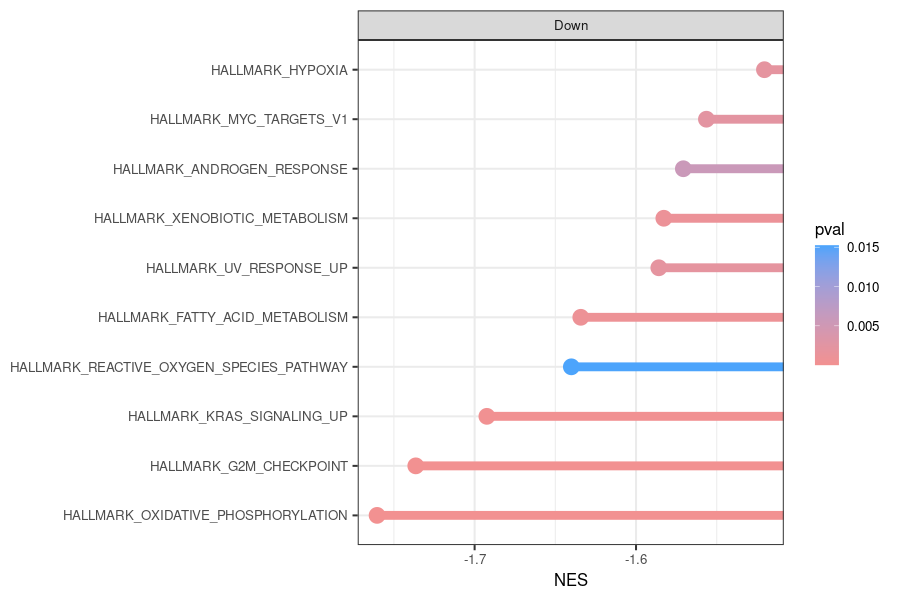 Down
HALLMARK_HYPOXIA
HALLMARK_MYC_TARGETS_V1
HALLMARK_ANDROGEN_RESPONSE
HALLMARK_XENOBIOTIC_METABOLISM
HALLMARK_UV_RESPONSE_UP
HALLMARK_FATTY_ACID_METABOLISM
HALLMARK_REACTIVE_OXYGEN_SPECIES_PATHWAY
HALLMARK_KRAS_SIGNALING_UP
HALLMARK_G2M_CHECKPOINT
HALLMARK_OXIDATIVE_PHOSPHORYLATION
-1.7
-1.6
NES
pval
0.015
0.010
0.005